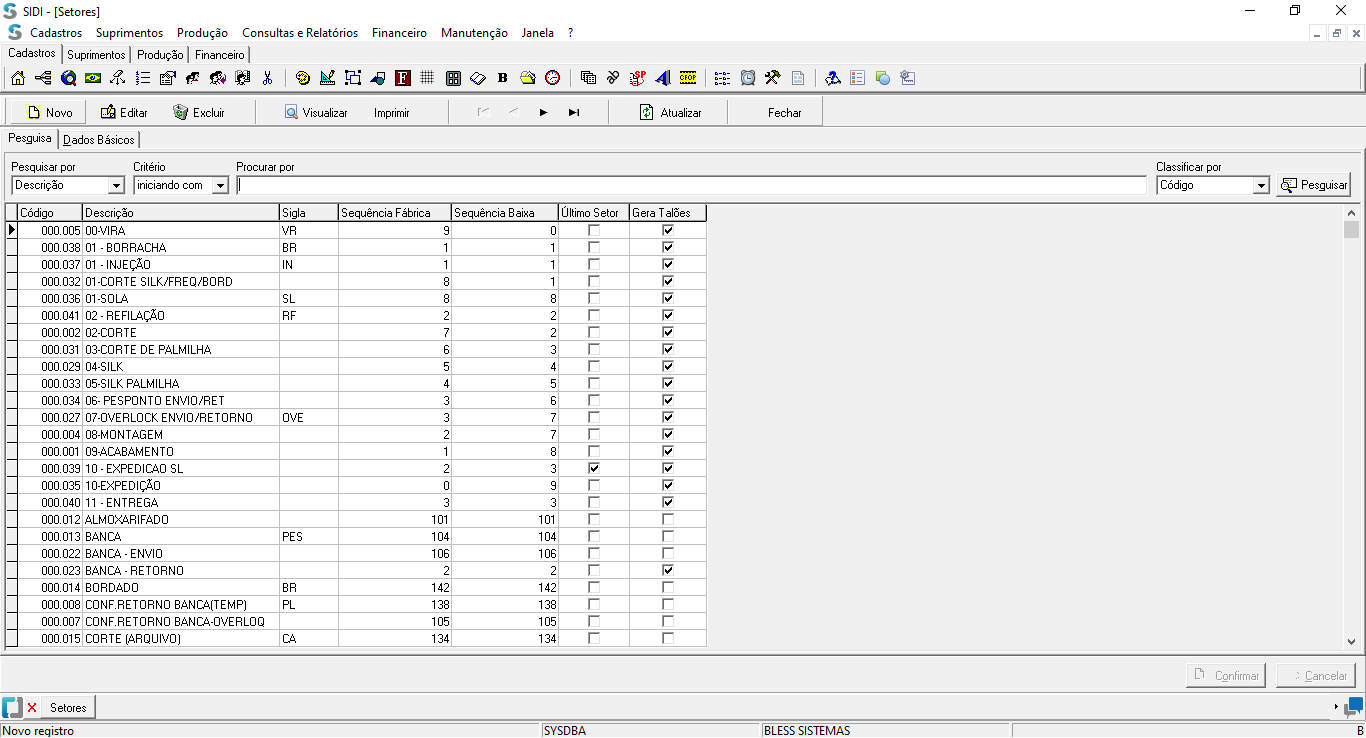 SIDI - [Setores]
Cadastros Suprimentos Produção Consultas e Relatórios Financeiro Manutenção Janela ?
Cadastros Suprimentos Produção Financeiro
Novo Editar Excluir Visualizar Imprimir Atualizar Fechar
Pesguisa Dados Básicos
Pesquisar por Critério Procurar por Classificar por
Descrição iniciando com Código Pesquisar
Código Descrição Sigla Sequência Fábrica Sequência Baixa Último Setor Gera Talões
000.005 00-VIRA VR 9 0
000.038 01 - BORRACHA BR 1 1
000.037 01 - INJEÇÃO IN 1 1
000.032 01-CORTE SILK/FREQ/BORD 8 1
000.036 01-SOLA SL 8 8
000.041 02 - REFILAÇÃO RF 2 2
000.002 02-CORTE 7 2
000.031 03-CORTE DE PALMILHA 6 3
000.029 04-SILK 5 4
000.033 05-SILK PALMILHA 4 5
000.034 06- PESPONTO ENVIO/RET 3 6
000.027 07-OVERLOCK ENVIO/RETORNO OVE 3 7
000.004 08-MONTAGEM 2 7
000.001 09-ACABAMENTO 1 8
000.039 10 - EXPEDICAO SL 2 3
000.035 10-EXPEDIÇÃO 0 9
000.040 11 - ENTREGA 3 3
000.012 ALMOXARIFADO 101 101
000.013 BANCA PES 104 104
000.022 BANCA - ENVIO 106 106
000.023 BANCA - RETORNO 2 2
000.014 BORDADO BR 142 142
000.008 CONF.RETORNO BANCA(TEMP) PL 138 138
000.007 CONF.RETORNO BANCA-OVERLOQ 105 105
000.015 CORTE (ARQUIVO) CA 134 134
Confirmar Cancelar
Setores
Novo registro SYSDBA BLESS SISTEMAS B